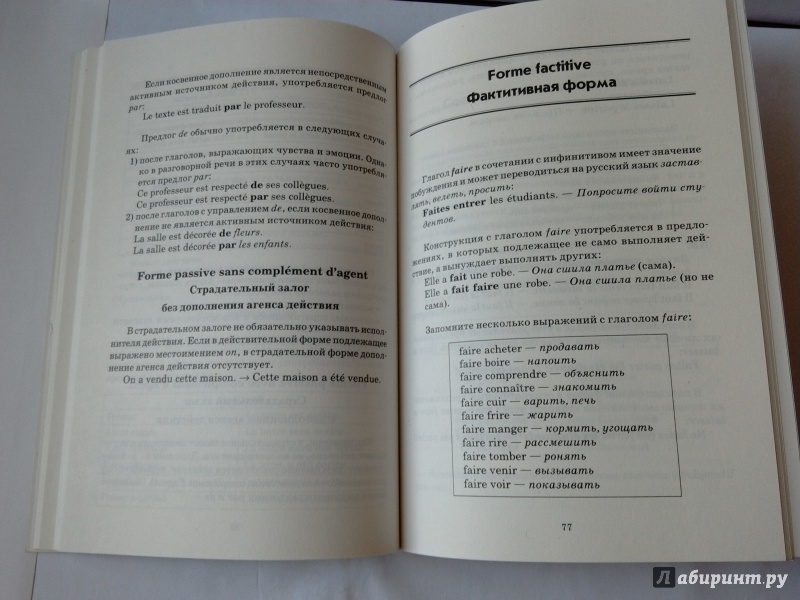 Если косвенное дополнение является непосредственным
активным источником действия, употребляется предлог
par:
Le texte est traduit par le professeur.
Предлог de обычно употребляется в следующих случа-
ях:
1) после глаголов, выражающих чувства и эмоции. Одна-
ко в разговорной речи в этих случаях часто употребля-
ется предлог par:
Ce professeur est respecté de ses collègues.
Ce professeur est respecté par ses collègues.
2) после глаголов с управлением de, если косвенное допол-
нение не является активным источником действия:
La salle est décorée de fleurs.
La salle est décorée par les enfants.
Forme passive sans complément d'agent
Страдательный залог
без дополнения агенса действия
В страдательном залоге не обязательно указывать испол-
нителя действия. Если в действительной форме подлежащее
выражено местоимением on, в страдательной форме допол-
нение агенса действия отсутствует.
On a vendu cette maison. → Cette maison a été vendue.
Forme factitive
Фактитивная форма
Глагол faire в сочетании с инфинитивом имеет значение
побуждения и может переводиться на русский язык застав-
лять, велеть, просить:
Faites entrer les étudiants. — Попросите войти сту-
дентов.
Конструкция с глаголом faire употребляется в предло-
жениях, в которых подлежащее не само выполняет дей-
ствие, а вынуждает выполнять других:
Elle a fait une robe. — Она сшила платье (сама).
Elle a fait faire une robe. — Она сшила платье (но не
сама).
Запомните несколько выражений с глаголом faire:
faire acheter — продавать
faire boire — напоить
faire comprendre — объяснить
faire connaître — знакомить
faire cuir — варить, печь
faire frire — жарить
faire manger — кормить, угощать
faire rire — рассмешить
faire tomber — ронять
faire venir — вызывать
faire voir — показывать
77
Лабиринт.ру